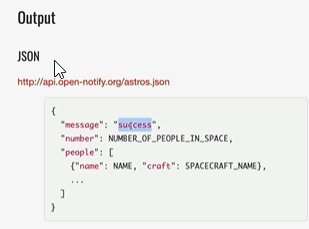 Output
JSON
http://api.open-notify.org/astros.json
{
"message": "success",
"number": NUMBER_OF_PEOPLE_IN_SPACE,
"people": [
{"name": NAME, "craft": SPACECRAFT_NAME},
...
]
}